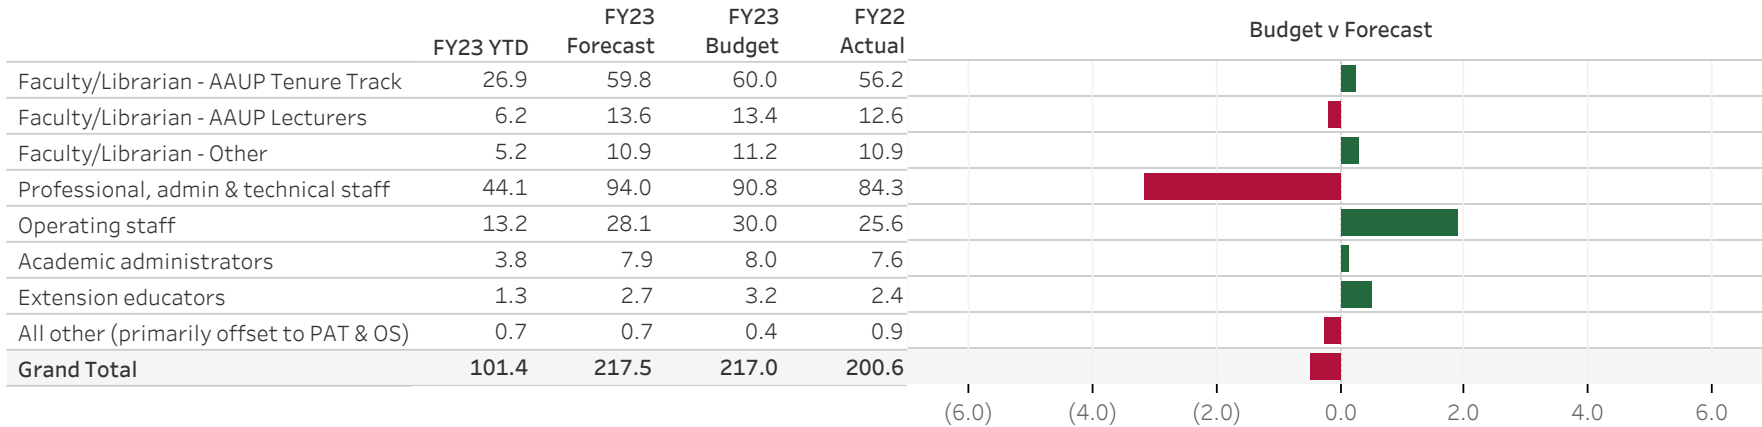 FY23 YTD FY23 Forecast FY23 Budget FY22 Actual Budget v Forecast
Faculty/Librarian - AAUP Tenure Track 26.9 59.8 60.0 56.2
Faculty/Librarian - AAUP Lecturers 6.2 13.6 13.4 12.6
Faculty/Librarian - Other 5.2 10.9 11.2 10.9
Professional, admin & technical staff 44.1 94.0 90.8 84.3
Operating staff 13.2 28.1 30.0 25.6
Academic administrators 3.8 7.9 8.0 7.6
Extension educators 1.3 2.7 3.2 2.4
All other (primarily offset to PAT & OS) 0.7 0.7 0.4 0.9
Grand Total 101.4 217.5 217.0 200.6
(6.0) (4.0) (2.0) 0.0 2.0 4.0 6.0